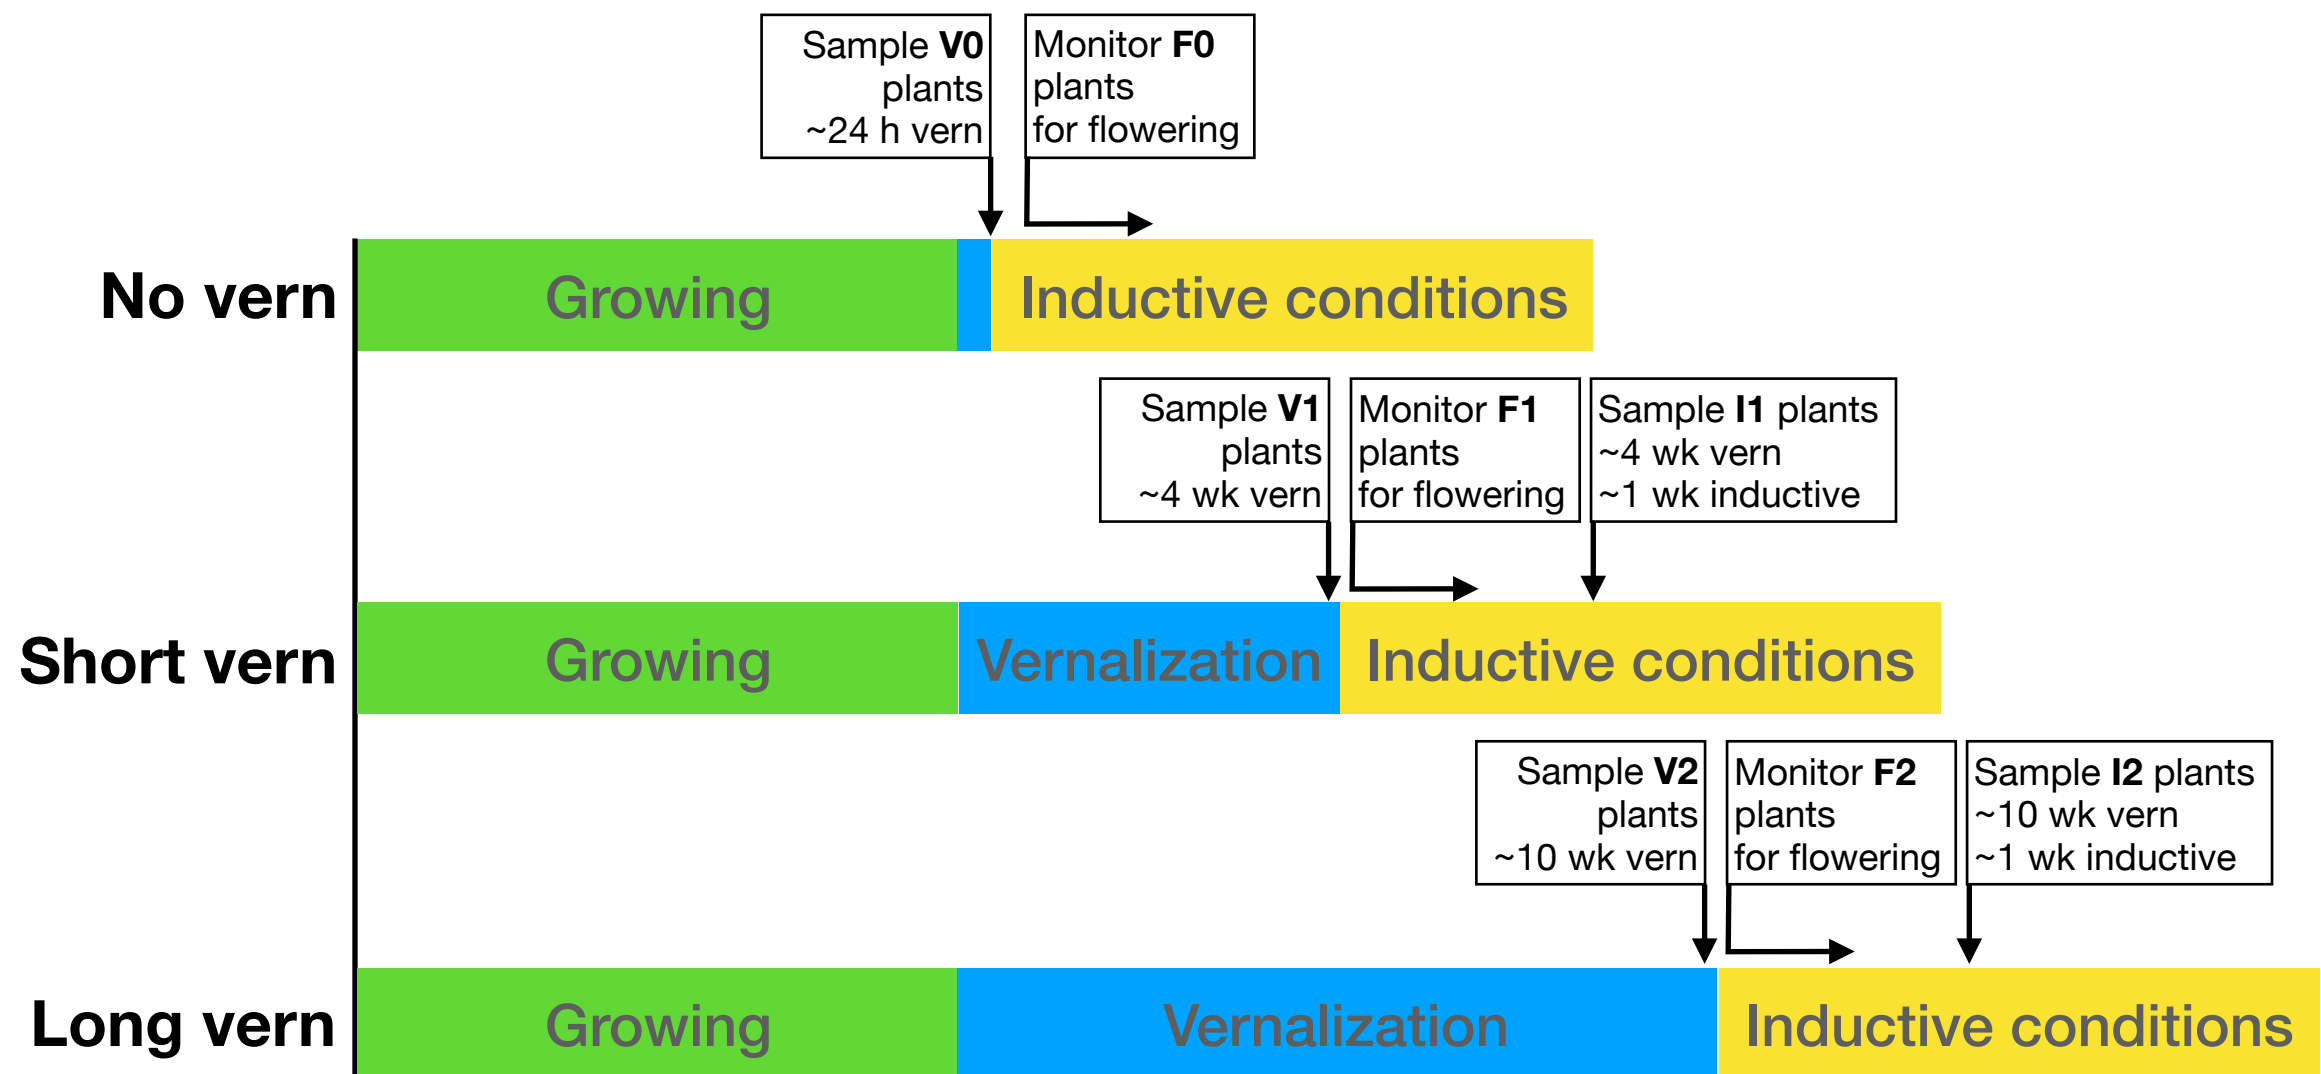 Sample V0
plants
~24 h vern
Monitor F0
plants
for flowering
No vern
Growing
Inductive conditions
Sample V1
plants
~4 wk vern
Monitor F1
plants
for flowering
Sample I1 plants
~4 wk vern
~1 wk inductive
Short vern
Growing
Vernalization
Inductive conditions
Sample V2
plants
~10 wk vern
Monitor F2
plants
for flowering
Sample I2 plants
~10 wk vern
~1 wk inductive
Long vern
Growing
Vernalization
Inductive conditions